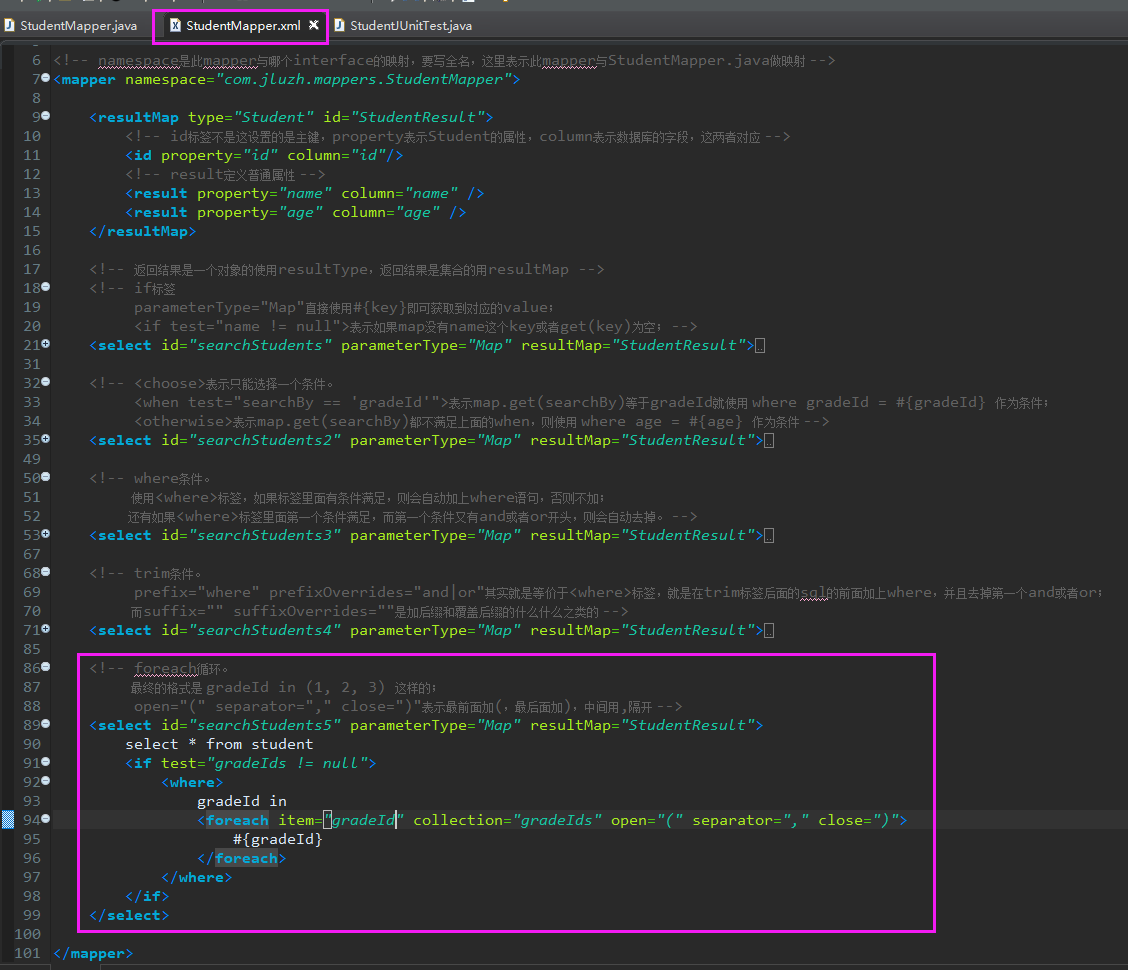 StudentMapper.java StudentMapper.xml StudentJUnitTest.java
6 <!-- namespace是此mapper与哪个interface的映射，要写全名，这里表示此mapper与StudentMapper.java做映射 -->
7 <mapper namespace="com.jluzh.mappers.StudentMapper">
8
9 <resultMap type="Student" id="StudentResult">
10 <!-- id标签不是这设置的是主键，property表示Student的属性，column表示数据库的字段，这两者对应 -->
11 <id property="id" column="id"/>
12 <!-- result定义普通属性 -->
13 <result property="name" column="name" />
14 <result property="age" column="age" />
15 </resultMap>
16
17 <!-- 返回结果是一个对象的使用resultType，返回结果是集合的用resultMap -->
18 <!-- if标签
19 parameterType="Map"直接使用#{key}即可获取到对应的value；
20 <if test="name != null">表示如果map没有name这个key或者get(key)为空； -->
21 <select id="searchStudents" parameterType="Map" resultMap="StudentResult">
31
32 <!-- <choose>表示只能选择一个条件。
33 <when test="searchBy == 'gradeId'">表示map.get(searchBy)等于gradeId就使用 where gradeId = #{gradeId} 作为条件；
34 <otherwise>表示map.get(searchBy)都不满足上面的when，则使用 where age = #{age} 作为条件 -->
35 <select id="searchStudents2" parameterType="Map" resultMap="StudentResult">
49
50 <!-- where条件。
51 使用<where>标签，如果标签里面有条件满足，则会自动加上where语句，否则不加；
52 还有如果<where>标签里面第一个条件满足，而第一个条件又有and或者or开头，则会自动去掉。 -->
53 <select id="searchStudents3" parameterType="Map" resultMap="StudentResult">
67
68 <!-- trim条件。
69 prefix="where" prefixOverrides="and|or"其实就是等价于<where>标签，就是在trim标签后面的sql的前面加上where，并且去掉第一个and或者or；
70 而suffix="" suffixOverrides=""是加后缀和覆盖后缀的什么什么之类的 -->
71 <select id="searchStudents4" parameterType="Map" resultMap="StudentResult">
85
86 <!-- foreach循环。
87 最终的格式是 gradeId in (1, 2, 3) 这样的；
88 open="(" separator="," close=")"表示最前面加(，最后面加)，中间用,隔开 -->
89 <select id="searchStudents5" parameterType="Map" resultMap="StudentResult">
90 select * from student
91 <if test="gradeIds != null">
92 <where>
93 gradeId in
94 <foreach item="gradeId" collection="gradeIds" open="(" separator="," close=")">
95 #{gradeId}
96 </foreach>
97 </where>
98 </if>
99 </select>
100
101 </mapper>